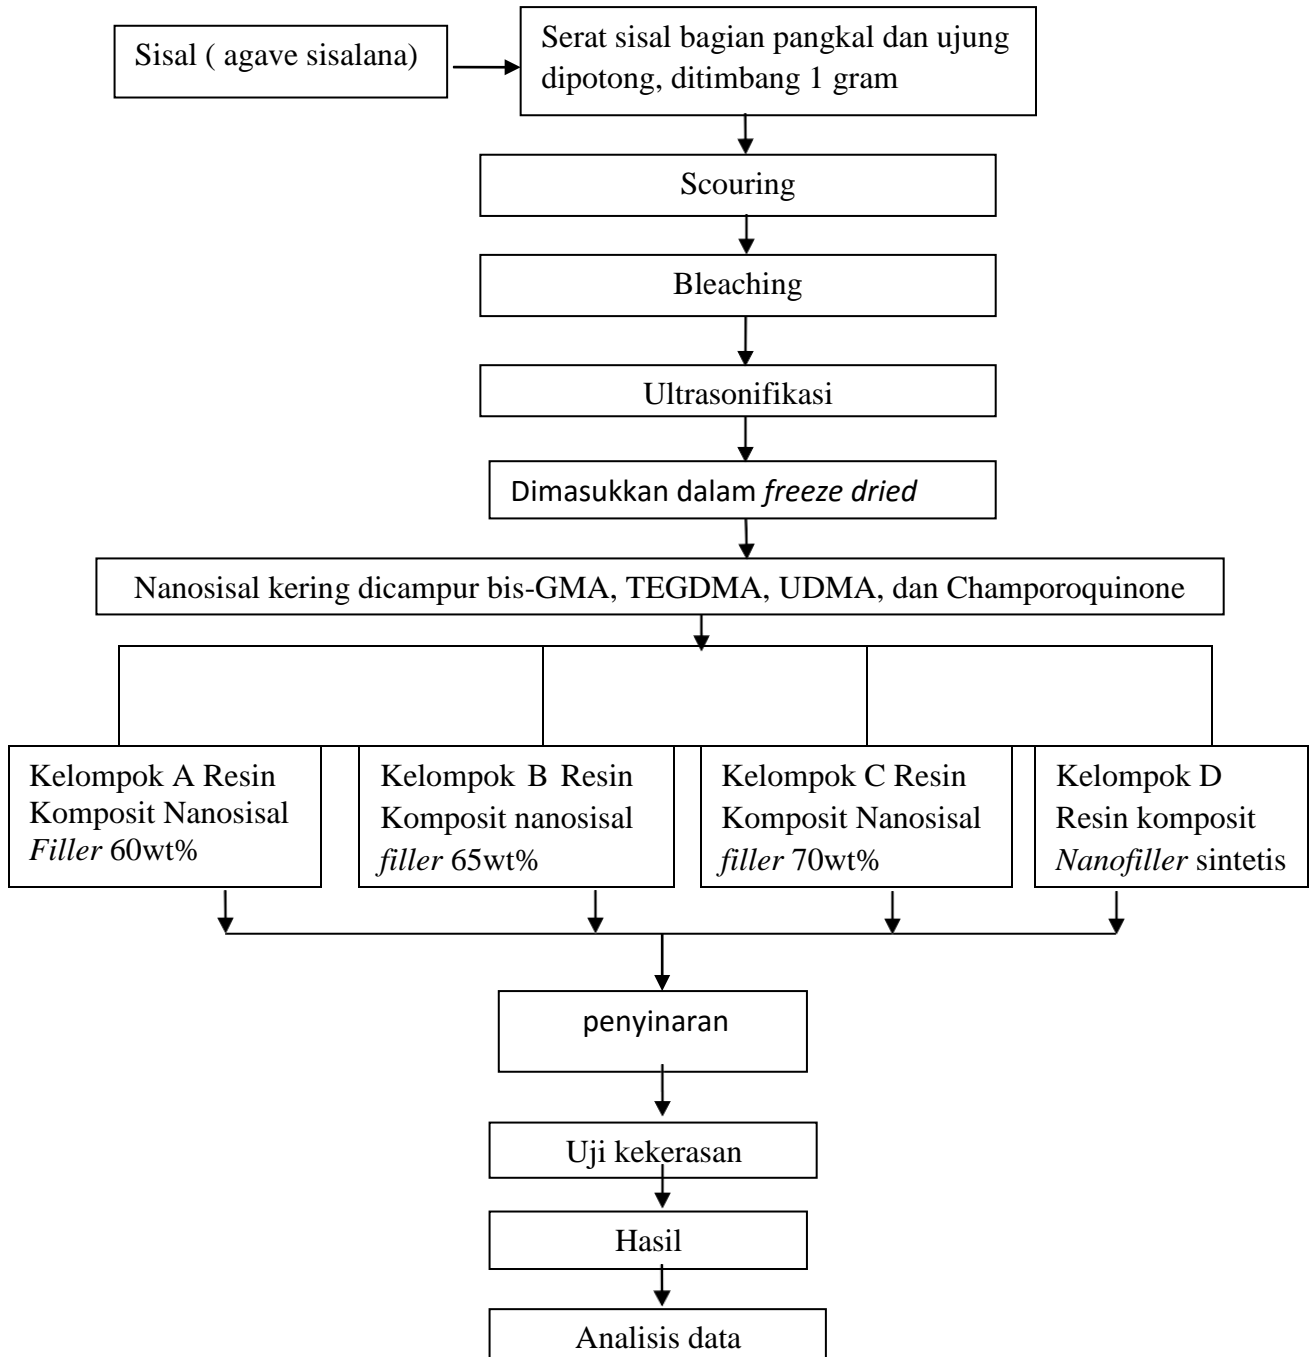 Sisal ( agave sisalana)
Serat sisal bagian pangkal dan ujung
dipotong, ditimbang 1 gram
Scouring
Bleaching
Ultrasonifikasi
Dimasukkan dalam freeze dried
Nanosisal kering dicampur bis-GMA, TEGDMA, UDMA, dan Champoroquinone
Kelompok A Resin
Komposit Nanosisal
Filler 60wt%
Kelompok B Resin
Komposit nanosisal
filler 65wt%
Kelompok C Resin
Komposit Nanosisal
filler 70wt%
Kelompok D
Resin komposit
Nanofiller sintetis
penyinaran
Uji kekerasan
Hasil
Analisis data